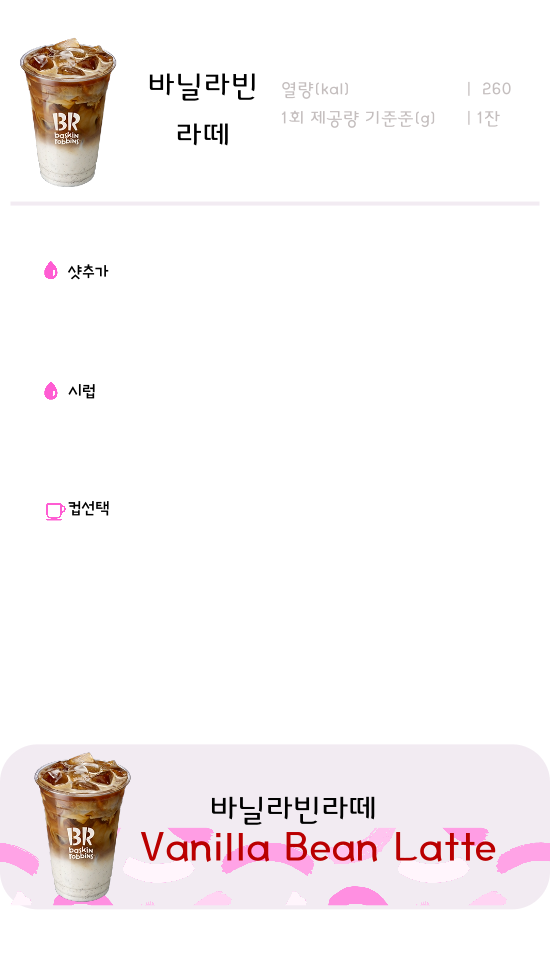 바닐라빈
라떼
열량(kal) | 260
1회 제공량 기준준(g) | 1잔
BR
baskin
robbins
샷추가
시럽
컵선택
바닐라빈라떼
Vanilla Bean Latte
BR
baskin
robbins